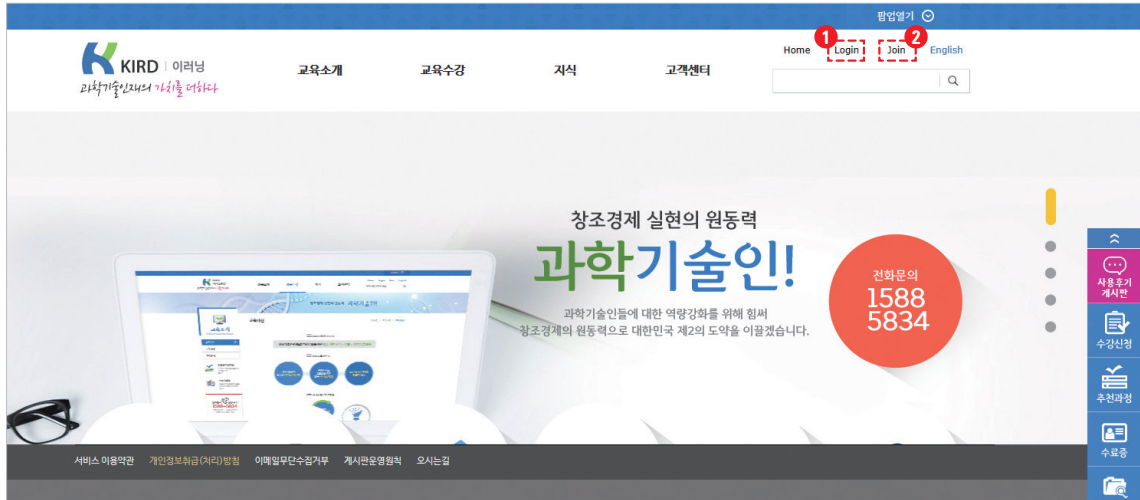 팝업열기
1 2
Home Login Join English
KIRD 이러닝
과학기술인재의 가치를 더하다
교육소개 교육수강 지식 고객센터
창조경제 실현의 원동력
과학기술인!
과학기술인들에 대한 역량강화를 위해 힘써
창조경제의 원동력으로 대한민국 제2의 도약을 이끌겠습니다.
전화문의
1588
5834
사용후기
게시판
수강신청
추천과정
수료증
서비스 이용약관 개인정보취급(처리)방침 이메일무단수집거부 게시판운영원칙 오시는길